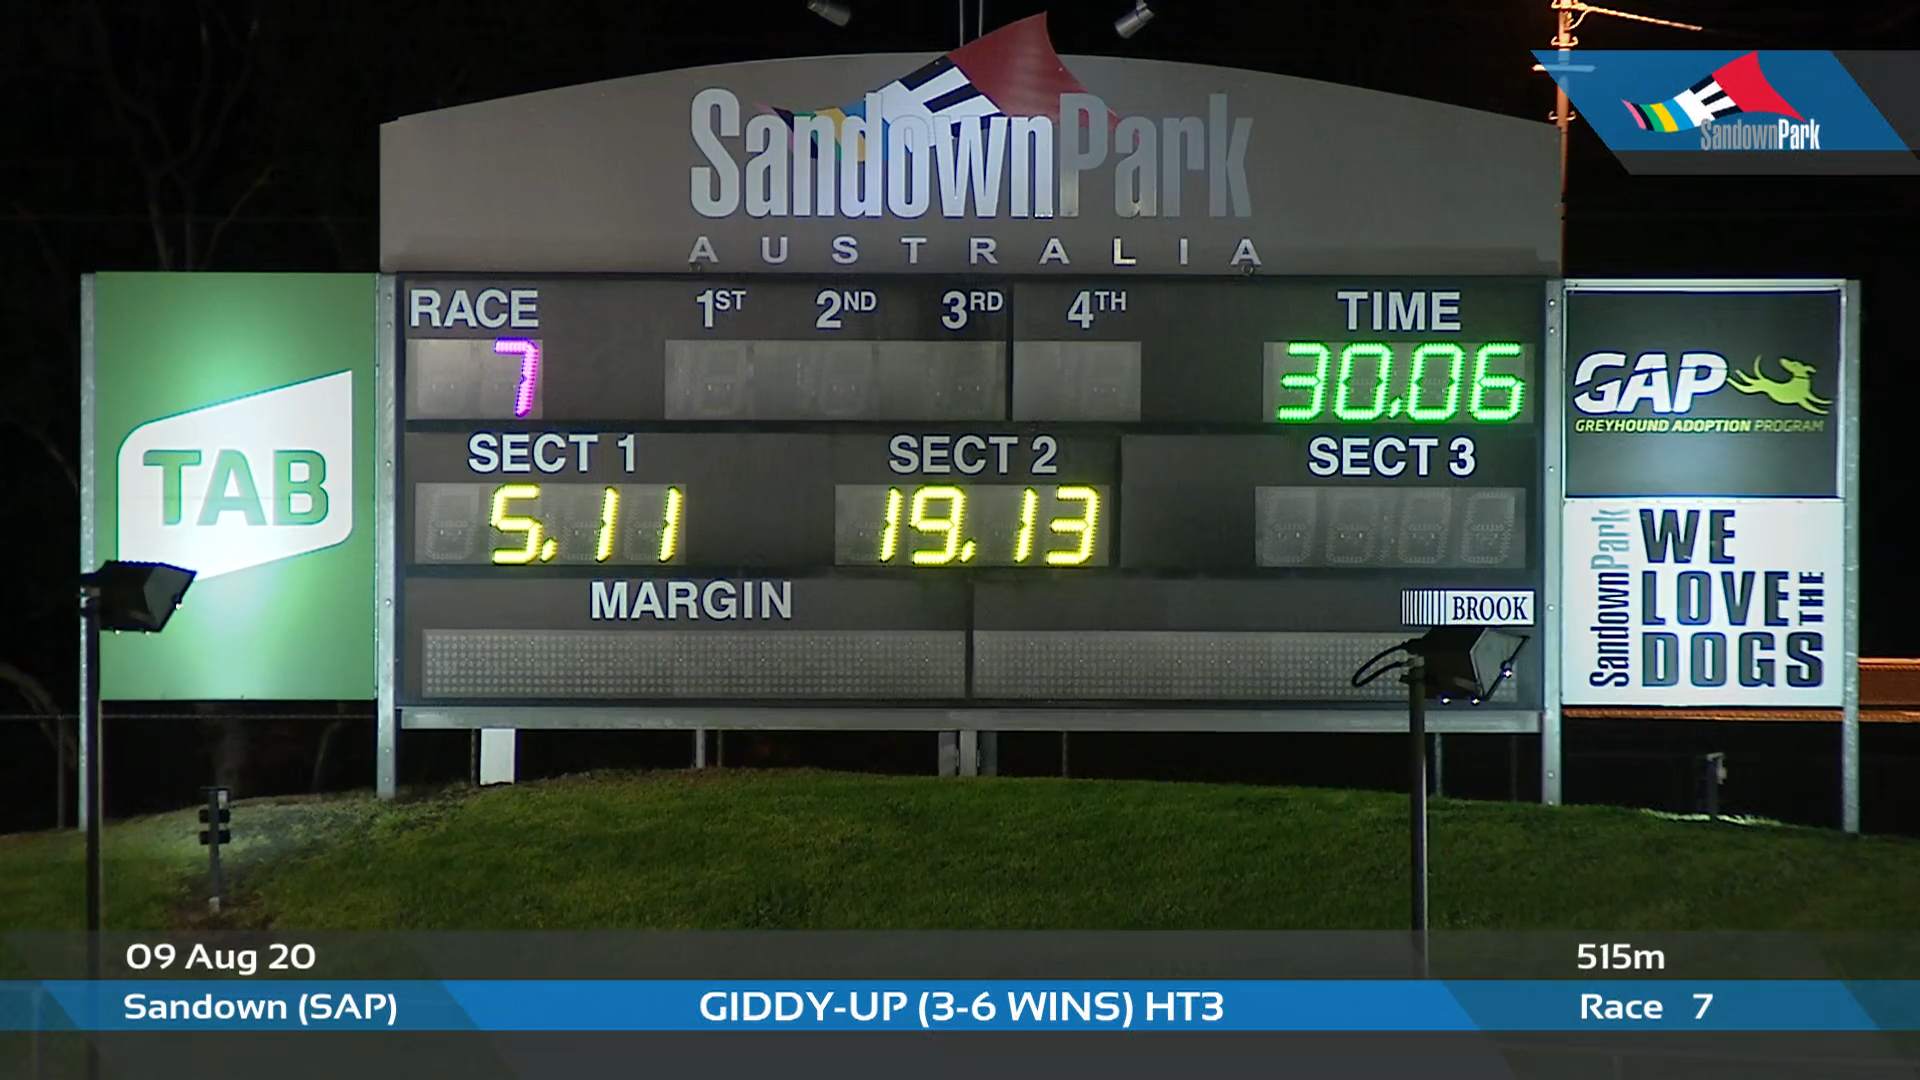 SandownPark
AUSTRALIA
SandownPark
RACE 1ST 2ND 3RD 4TH TIME
7 30.06
SECT 1 SECT 2 SECT 3
5.11 19.13
MARGIN
BROOK
TAB
GAP
GREYHOUND ADOPTION PROGRAM
SandownPark
WE
LOVE THE
DOGS
09 Aug 20 515m
Sandown (SAP) GIDDY-UP (3-6 WINS) HT3 Race 7